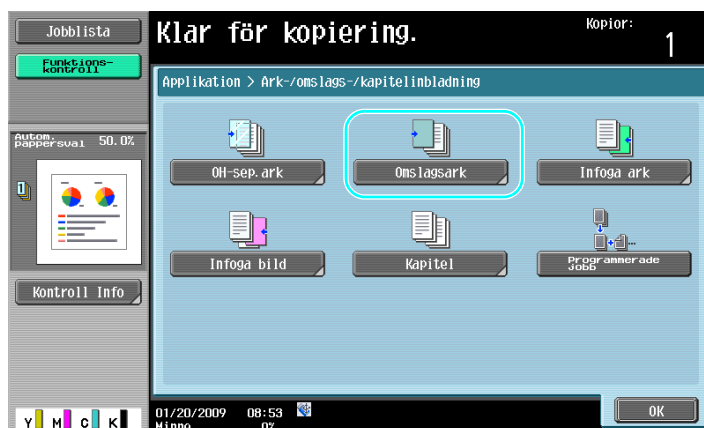 Jobblista
Funktions-
kontroll
Klar för kopiering.
Kopior:
1
Applikation > Ark-/omslags-/kapitelinbladning
Autom.
pappersval 50.0%
1
OH-sep.ark
Omslagsark
Infoga ark
Infoga bild
Kapitel
Programmerade
Jobb
Kontroll Info
Y M C K
01/20/2009 08:53
Minne 0%
OK